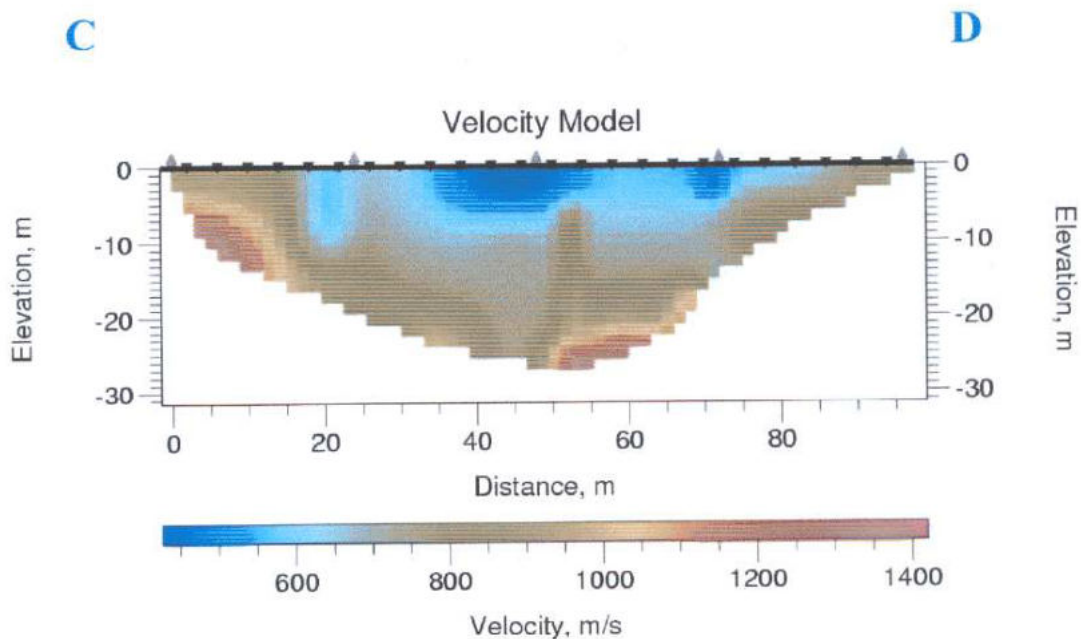 C D
Velocity Model
0 0
-10 -10
-20 -20
-30 -30
Elevation, m
Elevation, m
0 20 40 60 80
Distance, m
600 800 1000 1200 1400
Velocity, m/s